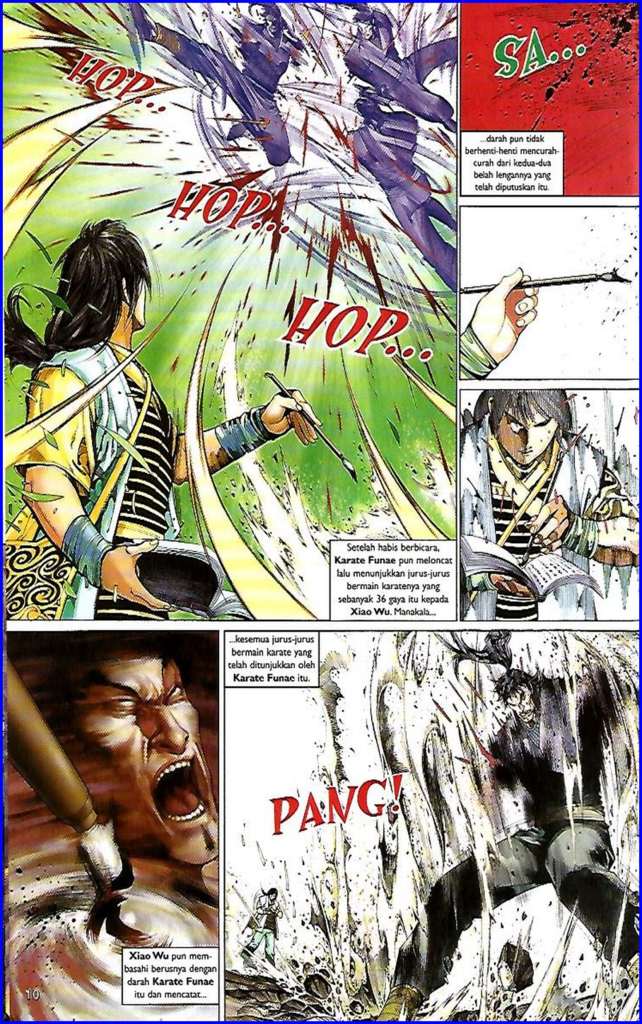 HOP...
HOP...
HOP...
Setelah habis berbicara,
Karate Funae pun meloncat
lalu menunjukkan jurus-jurus
bermain karatenya yang
sebanyak 36 gaya itu kepada
Xiao Wu. Manakala...
SA...
...darah pun tidak
berhenti-henti mencurah-
curah dari kedua-dua
belah lengannya yang
telah diputuskan itu.
Xiao Wu pun mem-
basahi berusnya dengan
darah Karate Funae
itu dan mencatat...
...kesemua jurus-jurus
bermain karate yang
telah ditunjukkan oleh
Karate Funae itu.
PANG!
10